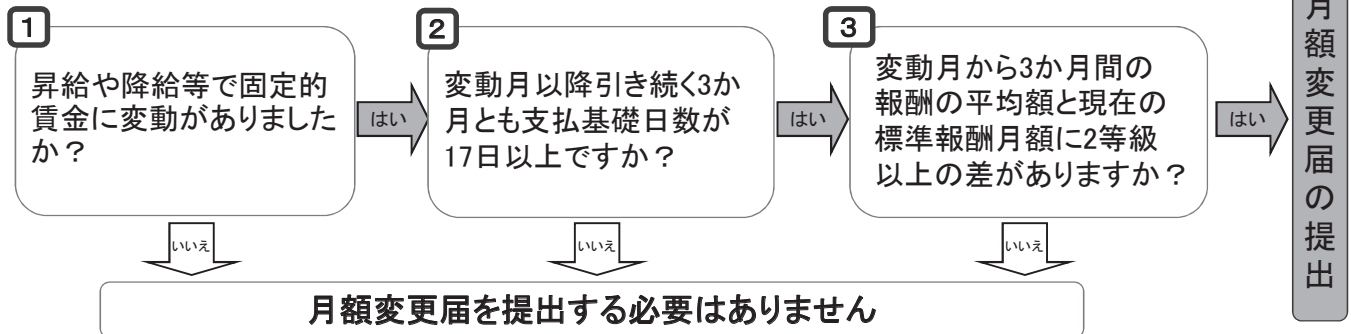 1
昇給や降給等で固定的
賃金に変動がありました
か？
はい
2
変動月以降引き続く3か
月とも支払基礎日数が
17日以上ですか？
はい
3
変動月から3か月間の
報酬の平均額と現在の
標準報酬月額に2等級
以上の差がありますか？
はい
月額変更届の提出
いいえ
いいえ
いいえ
月額変更届を提出する必要はありません